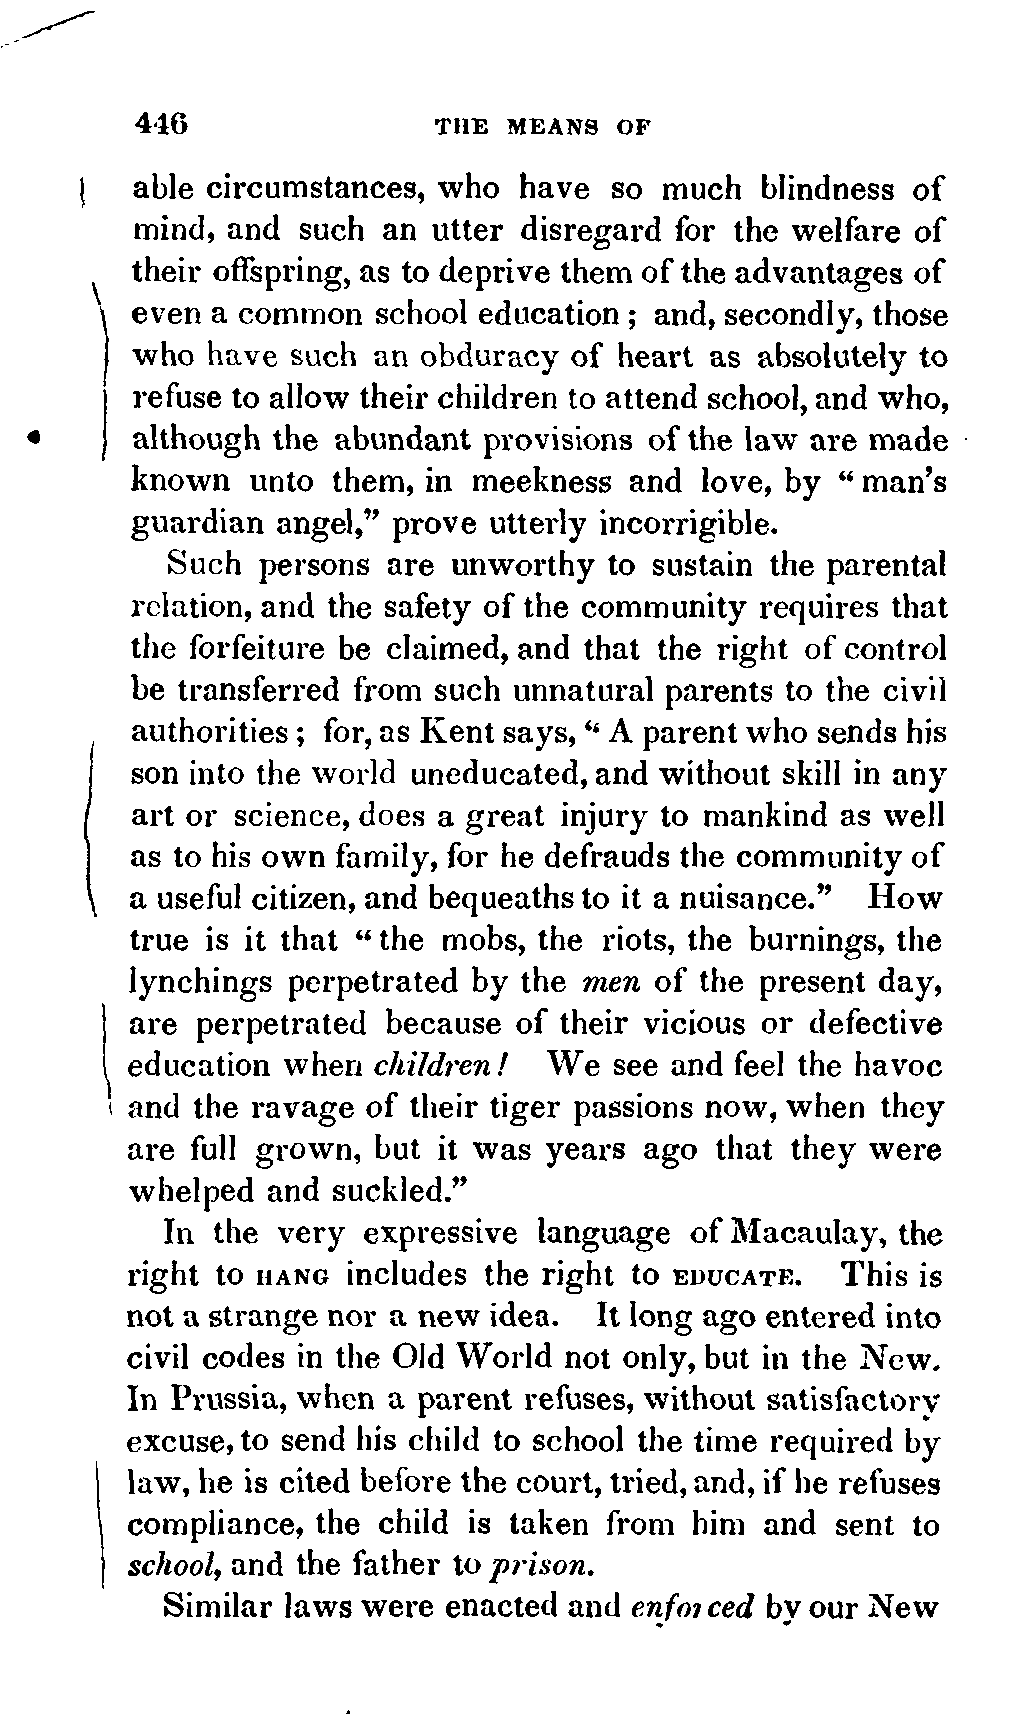 446 THE MEANS OF
able circumstances, who have so much blindness of
mind, and such an utter disregard for the welfare of
their offspring, as to deprive them of the advantages of
even a common school education; and, secondly, those
who have such an obduracy of heart as absolutely to
refuse to allow their children to attend school, and who,
although the abundant provisions of the law are made
known unto them, in meekness and love, by "man's
guardian angel," prove utterly incorrigible.
Such persons are unworthy to sustain the parental
relation, and the safety of the community requires that
the forfeiture be claimed, and that the right of control
be transferred from such unnatural parents to the civil
authorities; for, as Kent says, "A parent who sends his
son into the world uneducated, and without skill in any
art or science, does a great injury to mankind as well
as to his own family, for he defrauds the community of
a useful citizen, and bequeaths to it a nuisance." How
true is it that "the mobs, the riots, the burnings, the
lynchings perpetrated by the men of the present day,
are perpetrated because of their vicious or defective
education when children! We see and feel the havoc
and the ravage of their tiger passions now, when they
are full grown, but it was years ago that they were
whelped and suckled."
In the very expressive language of Macaulay, the
right to HANG includes the right to EDUCATE. This is
not a strange nor a new idea. It long ago entered into
civil codes in the Old World not only, but in the New.
In Prussia, when a parent refuses, without satisfactory
excuse, to send his child to school the time required by
law, he is cited before the court, tried, and, if he refuses
compliance, the child is taken from him and sent to
school, and the father to prison.
Similar laws were enacted and enforced by our New